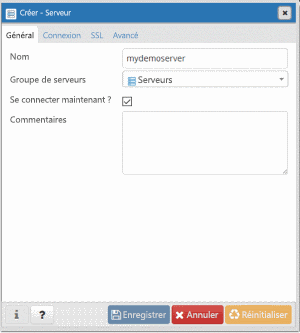 Créer - Serveur
Général Connexion SSL Avancé
Nom mydemoserver
Groupe de serveurs Serveurs
Se connecter maintenant ?
Commentaires
i ? Enregistrer Annuler Réinitialiser